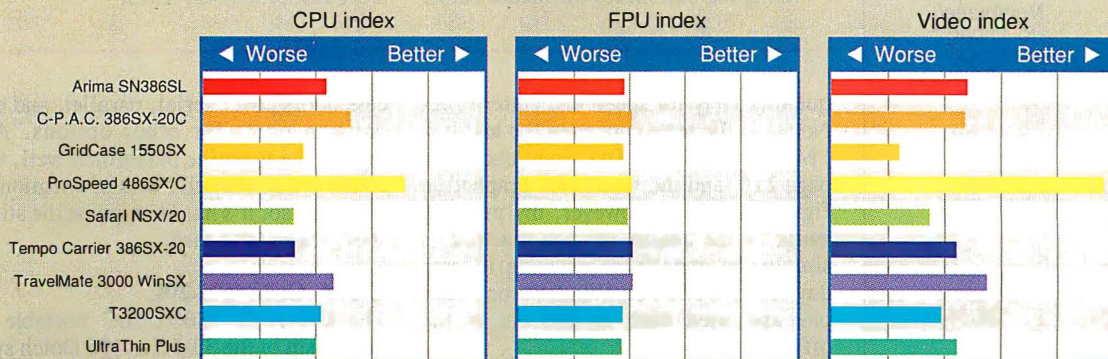 CPU index
FPU index
Video index
◄ Worse Better ►
◄ Worse Better ►
◄ Worse Better ►
Arima SN386SL
C-P.A.C. 386SX-20C
GridCase 1550SX
ProSpeed 486SX/C
Safari NSX/20
Tempo Carrier 386SX-20
TravelMate 3000 WinSX
T3200SXC
UltraThin Plus